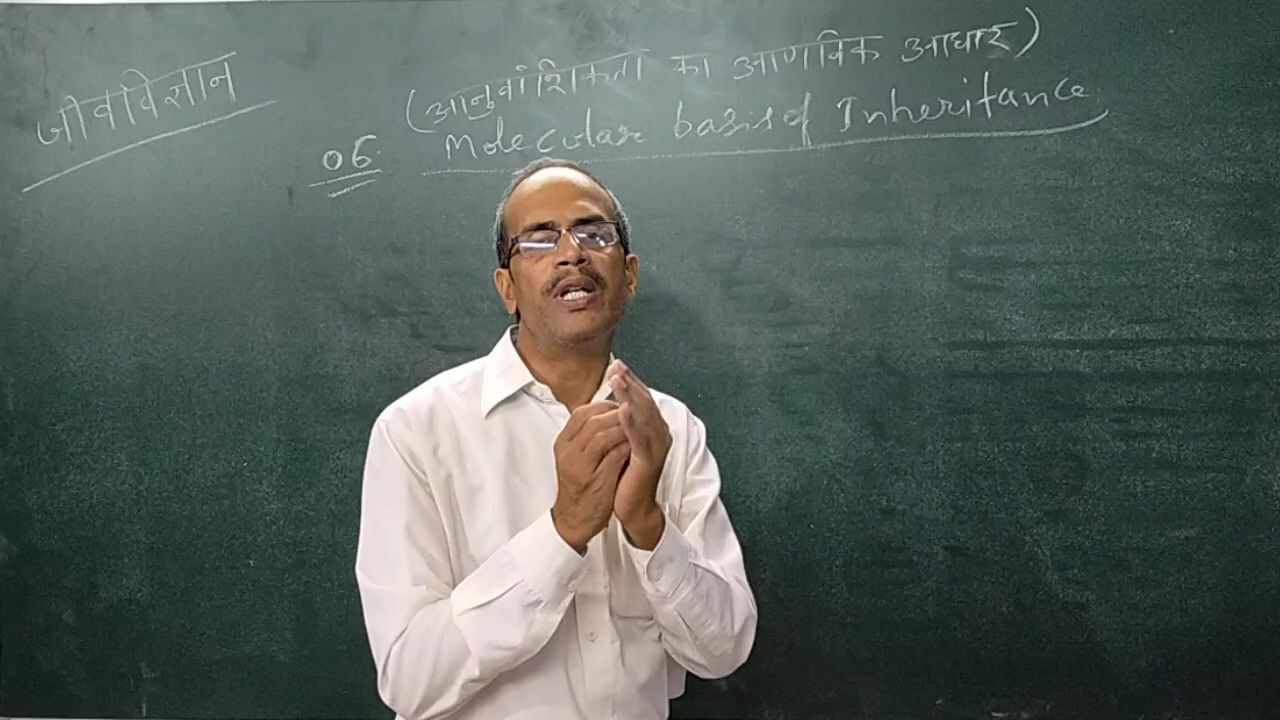 जीवविज्ञान
(आनुवांशिकता का आणविक आधार)
06. Molecular basis of Inheritance